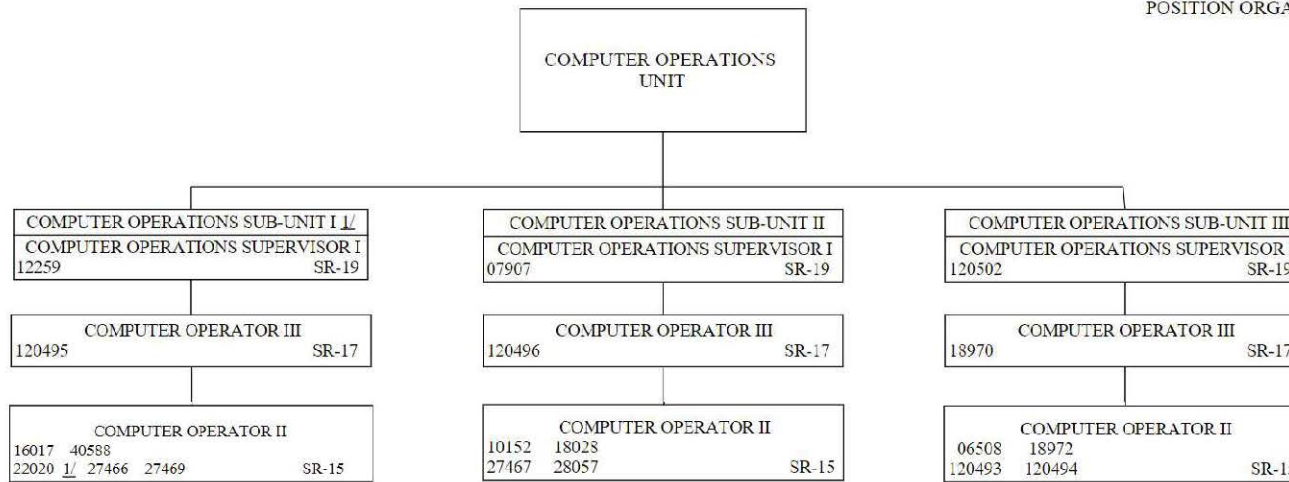 POSITION ORGA
COMPUTER OPERATIONS
UNIT
COMPUTER OPERATIONS SUB-UNIT I 1/
COMPUTER OPERATIONS SUPERVISOR I
12259 SR-19
COMPUTER OPERATOR III
120495 SR-17
COMPUTER OPERATOR II
16017 40588
22020 1/ 27466 27469 SR-15
COMPUTER OPERATIONS SUB-UNIT II
COMPUTER OPERATIONS SUPERVISOR I
07907 SR-19
COMPUTER OPERATOR III
120496 SR-17
COMPUTER OPERATOR II
10152 18028
27467 28057 SR-15
COMPUTER OPERATIONS SUB-UNIT III
COMPUTER OPERATIONS SUPERVISOR
120502 SR-19
COMPUTER OPERATOR III
18970 SR-17
COMPUTER OPERATOR II
06508 18972
120493 120494 SR-15